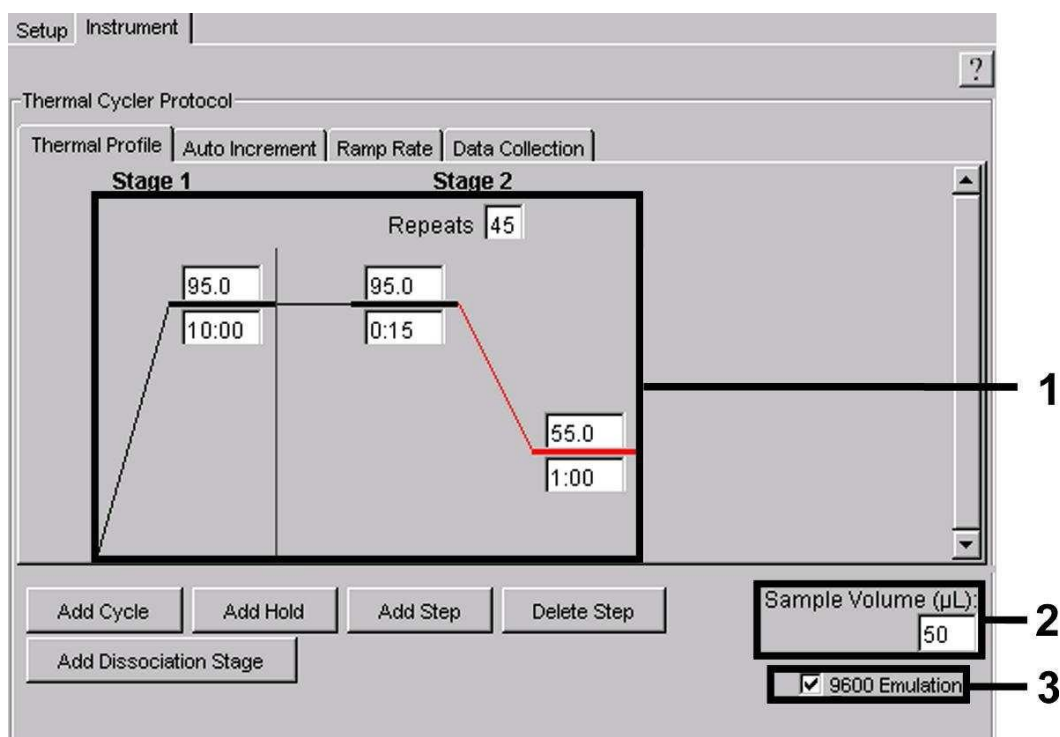 Setup Instrument
?
Thermal Cycler Protocol
Thermal Profile Auto Increment Ramp Rate Data Collection
Stage 1 Stage 2
Repeats 45
95.0 95.0
10:00 0:15
1
55.0
1:00
Add Cycle Add Hold Add Step Delete Step
Sample Volume (µL):
50
2
Add Dissociation Stage
9600 Emulation
3